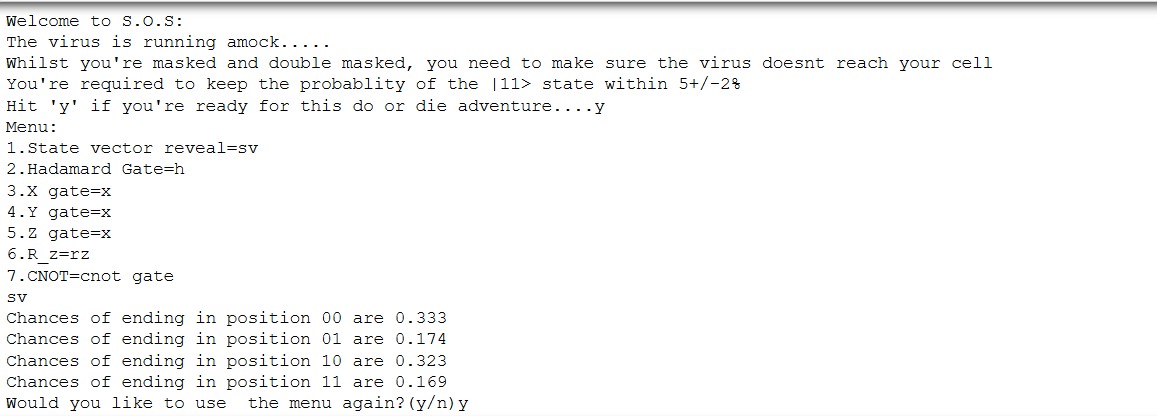 Welcome to S.O.S:
The virus is running amock.....
Whilst you're masked and double masked, you need to make sure the virus doesnt reach your cell
You're required to keep the probablity of the |11> state within 5+/-2%
Hit 'y' if you're ready for this do or die adventure....y
Menu:
1.State vector reveal=sv
2.Hadamard Gate=h
3.X gate=x
4.Y gate=x
5.Z gate=x
6.R_z=rz
7.CNOT=cnot gate
sv
Chances of ending in position 00 are 0.333
Chances of ending in position 01 are 0.174
Chances of ending in position 10 are 0.323
Chances of ending in position 11 are 0.169
Would you like to use  the menu again?(y/n)y